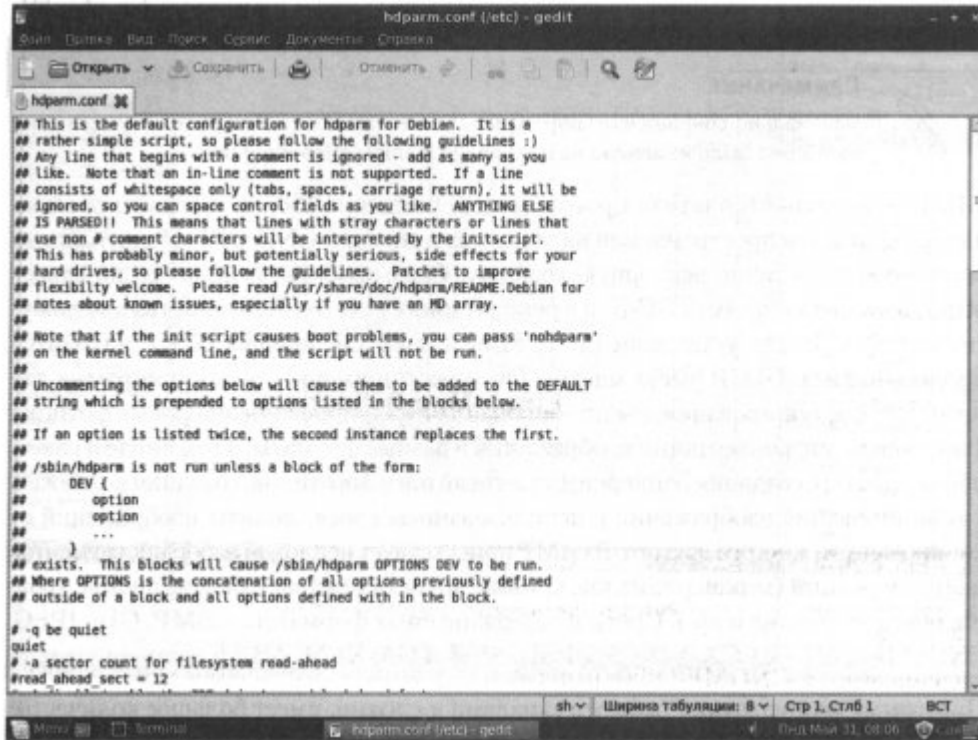 hdparm.conf (/etc) - gedit
Файл Правка Вид Поиск Сервис Документы Справка
Открыть Сохранить Отменить
hdparm.conf
## This is the default configuration for hdparm for Debian. It is a
## rather simple script, so please follow the following guidelines :)
## Any line that begins with a comment is ignored - add as many as you
## like. Note that an in-line comment is not supported. If a line
## consists of whitespace only (tabs, spaces, carriage return), it will be
## ignored, so you can space control fields as you like. ANYTHING ELSE
## IS PARSED!! This means that lines with stray characters or lines that
## use non # comment characters will be interpreted by the initscript.
## This has probably minor, but potentially serious, side effects for your
## hard drives, so please follow the guidelines. Patches to improve
## flexibilty welcome. Please read /usr/share/doc/hdparm/README.Debian for
## notes about known issues, especially if you have an MD array.
##
## Note that if the init script causes boot problems, you can pass 'nohdparm'
## on the kernel command line, and the script will not be run.
##
## Uncommenting the options below will cause them to be added to the DEFAULT
## string which is prepended to options listed in the blocks below.
##
## If an option is listed twice, the second instance replaces the first.
##
## /sbin/hdparm is not run unless a block of the form:
## DEV {
## option
## option
## ...
## }
## exists. This blocks will cause /sbin/hdparm OPTIONS DEV to be run.
## Where OPTIONS is the concatenation of all options previously defined
## outside of a block and all options defined with in the block.
# -q be quiet
quiet
# -a sector count for filesystem read-ahead
#read_ahead_sect = 12
sh Ширина табуляции: 8 Стр 1, Стлб 1 ВСТ
Menu Terminal hdparm.conf (/etc) - gedit Пнд Май 31, 08:06